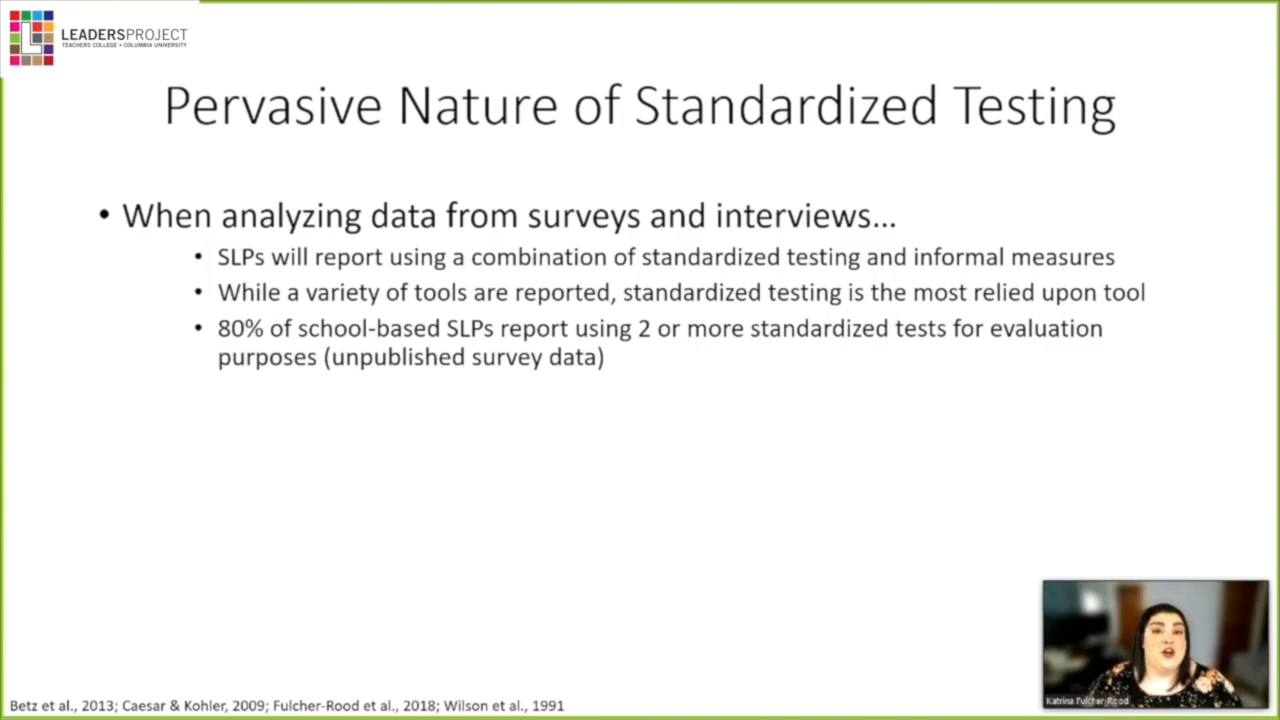 LEADERSPROJECT
TEACHERS COLLEGE • COLUMBIA UNIVERSITY
Pervasive Nature of Standardized Testing
• When analyzing data from surveys and interviews...
• SLPs will report using a combination of standardized testing and informal measures
• While a variety of tools are reported, standardized testing is the most relied upon tool
• 80% of school-based SLPs report using 2 or more standardized tests for evaluation
purposes (unpublished survey data)
Katrina Fulcher-Rood
Betz et al., 2013; Caesar & Kohler, 2009; Fulcher-Rood et al., 2018; Wilson et al., 1991